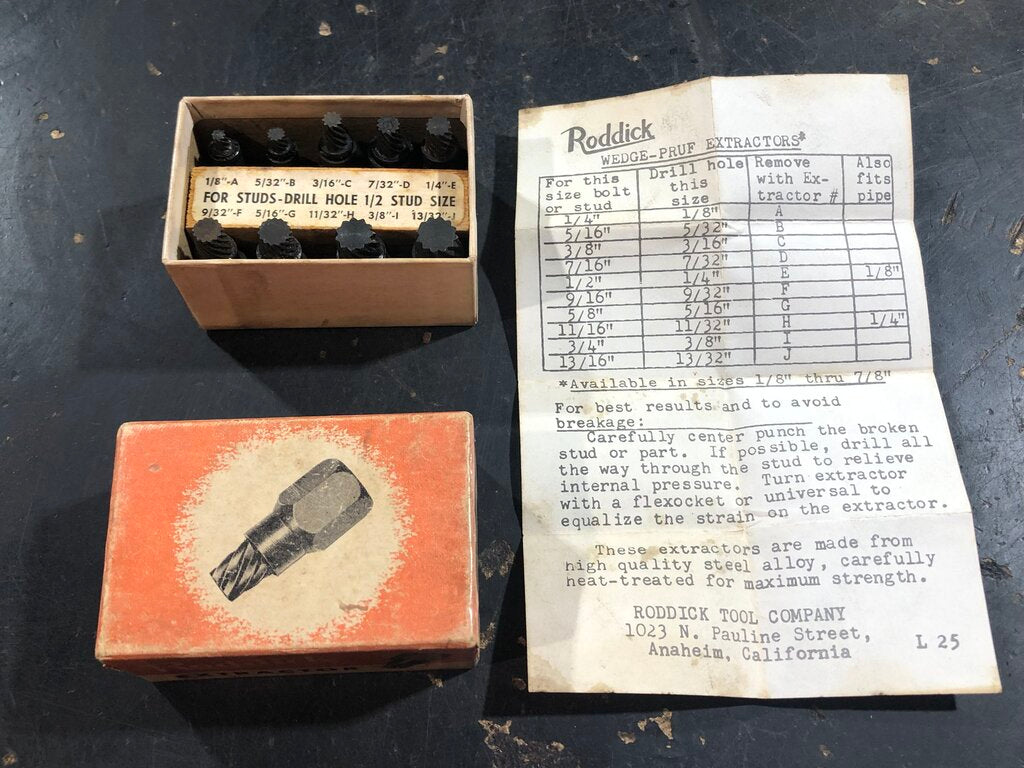 1/8"-A 5/32"-B 3/16"-C 7/32"-D 1/4"-E
FOR STUDS-DRILL HOLE 1/2 STUD SIZE
9/32"-F 5/16"-G 11/32"-H 3/8"-I 13/32"-J
EXTRACTOR
Roddick
WEDGE-PRUF EXTRACTORS*
For this size bolt or stud | Drill hole this size | Remove with Ex-tractor # | Also fits pipe
1/4" 1/8" A
5/16" 5/32" B
3/8" 3/16" C
7/16" 7/32" D
1/2" 1/4" E 1/8"
9/16" 9/32" F
5/8" 5/16" G
11/16" 11/32" H 1/4"
3/4" 3/8" I
13/16" 13/32" J
*Available in sizes 1/8" thru 7/8"
For best results and to avoid
breakage:
Carefully center punch the broken
stud or part. If possible, drill all
the way through the stud to relieve
internal pressure. Turn extractor
with a flexocket or universal to
equalize the strain on the extractor.
These extractors are made from
high quality steel alloy, carefully
heat-treated for maximum strength.
RODDICK TOOL COMPANY
1023 N. Pauline Street,
Anaheim, California
L 25